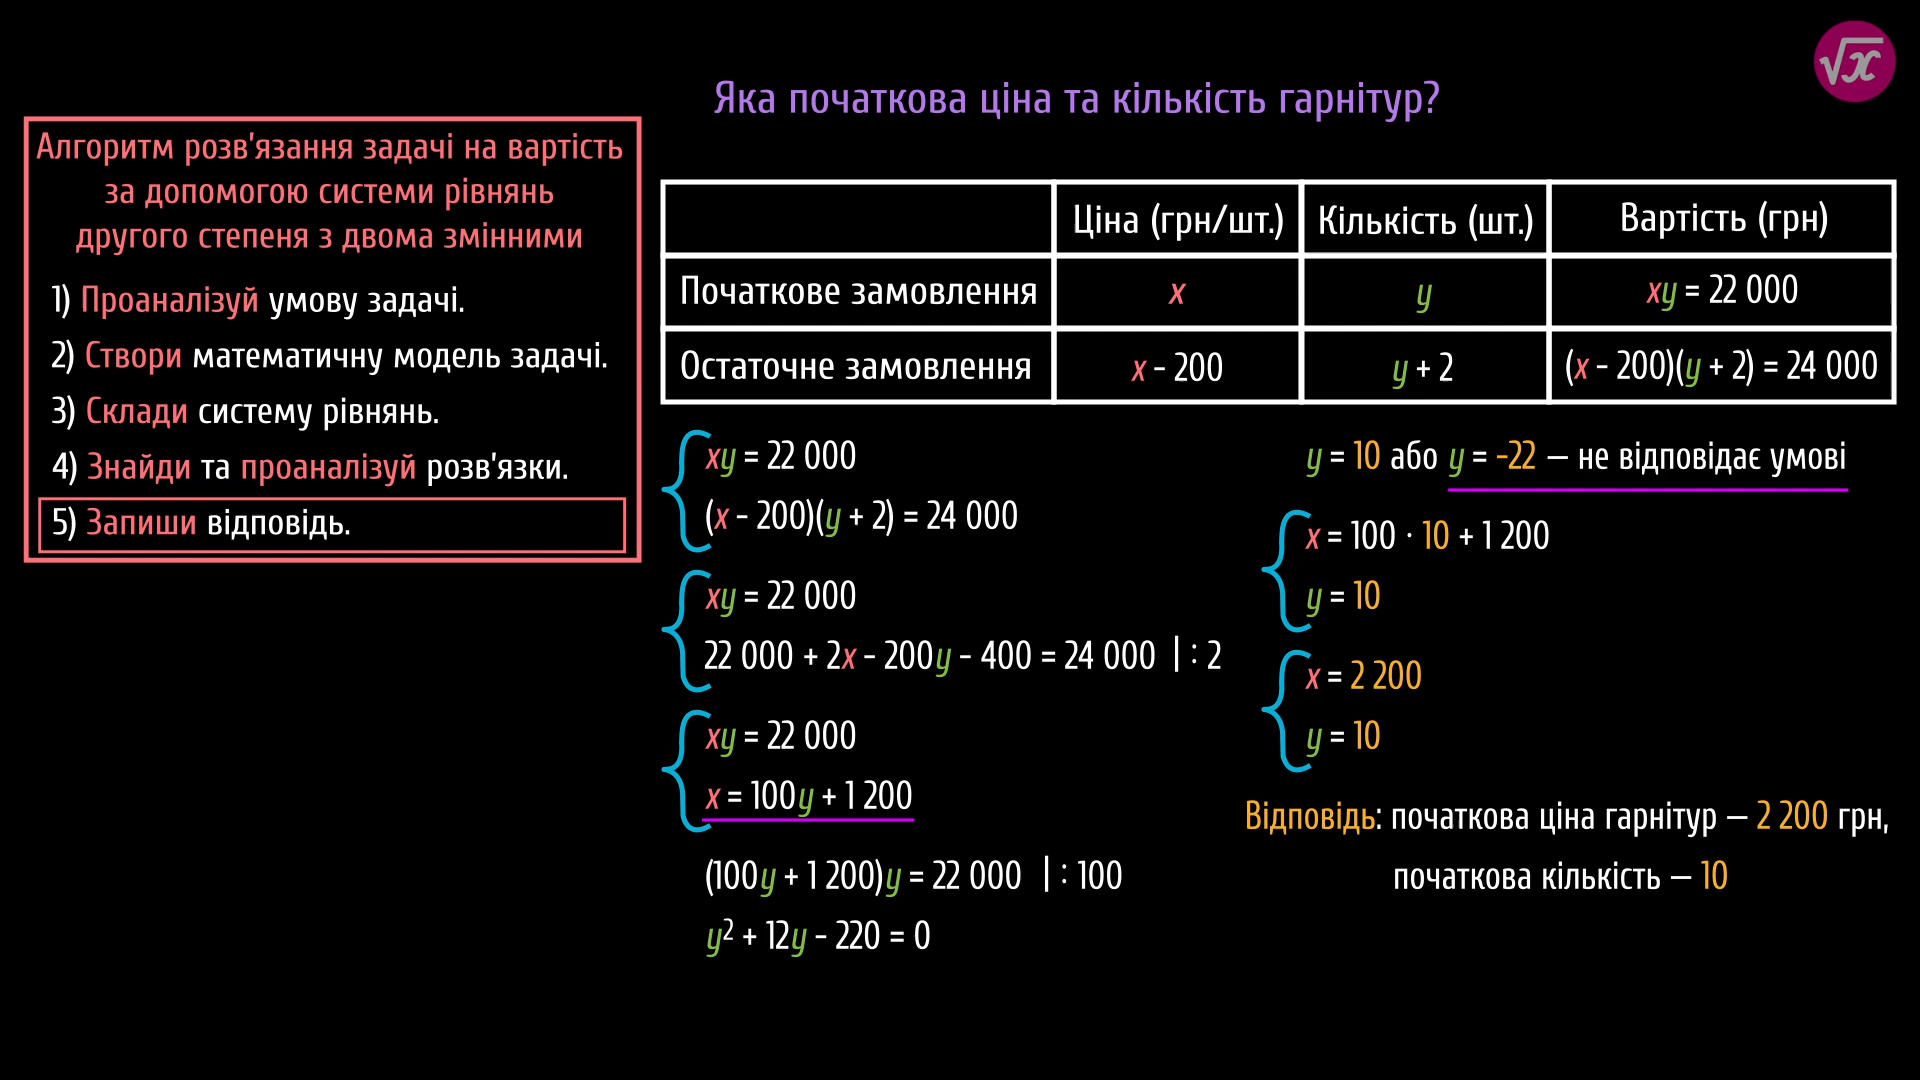 √x
Яка початкова ціна та кількість гарнітур?
Алгоритм розв'язання задачі на вартість
за допомогою системи рівнянь
другого степеня з двома змінними
1) Проаналізуй умову задачі.
2) Створи математичну модель задачі.
3) Склади систему рівнянь.
4) Знайди та проаналізуй розв'язки.
5) Запиши відповідь.
Ціна (грн/шт.) Кількість (шт.) Вартість (грн)
Початкове замовлення x y xy = 22 000
Остаточне замовлення x - 200 y + 2 (x - 200)(y + 2) = 24 000
xy = 22 000
(x - 200)(y + 2) = 24 000
xy = 22 000
22 000 + 2x - 200y - 400 = 24 000 | : 2
xy = 22 000
x = 100y + 1 200
(100y + 1 200)y = 22 000 | : 100
y² + 12y - 220 = 0
y = 10 або y = -22 — не відповідає умові
x = 100 · 10 + 1 200
y = 10
x = 2 200
y = 10
Відповідь: початкова ціна гарнітур — 2 200 грн,
початкова кількість — 10